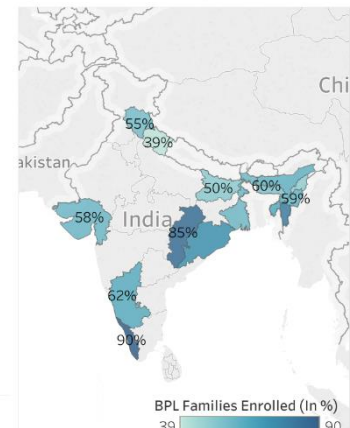 Chi
55%
39%
akistan
50%
60%
59%
58%
India
85%
62%
90%
BPL Families Enrolled (In %)
39
90